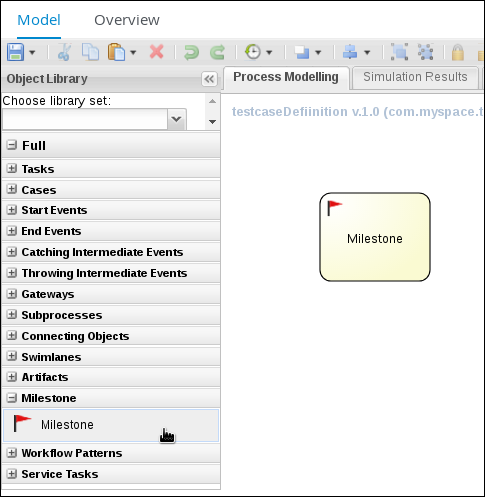 Model Overview
Object Library
Process Modelling
Simulation Results
Choose library set:
testcaseDefiinition v.1.0 (com.myspace.t
Full
Tasks
Cases
Start Events
End Events
Catching Intermediate Events
Throwing Intermediate Events
Gateways
Subprocesses
Connecting Objects
Swimlanes
Artifacts
Milestone
Milestone
Workflow Patterns
Service Tasks
Milestone